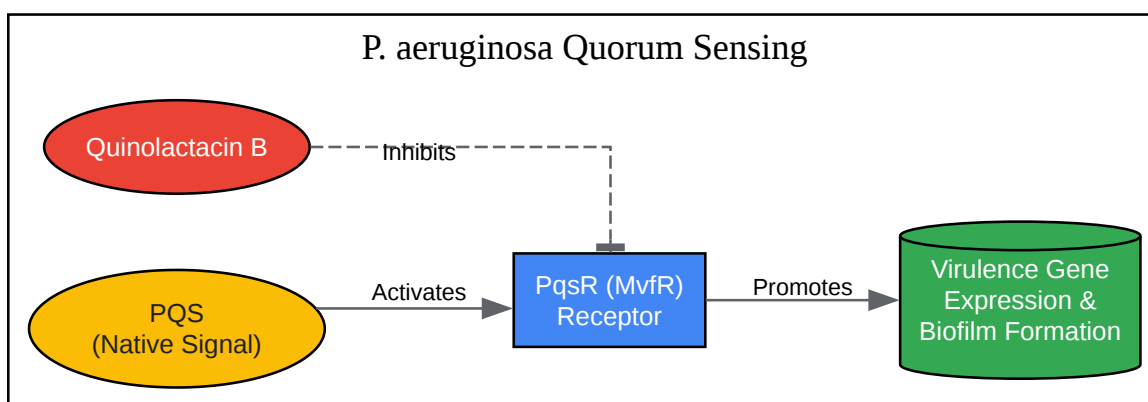 P. aeruginosa Quorum Sensing
Quinolactacin B
Inhibits
PQS
(Native Signal)
Activates
PqsR (MvfR)
Receptor
Promotes
Virulence Gene
Expression &
Biofilm Formation